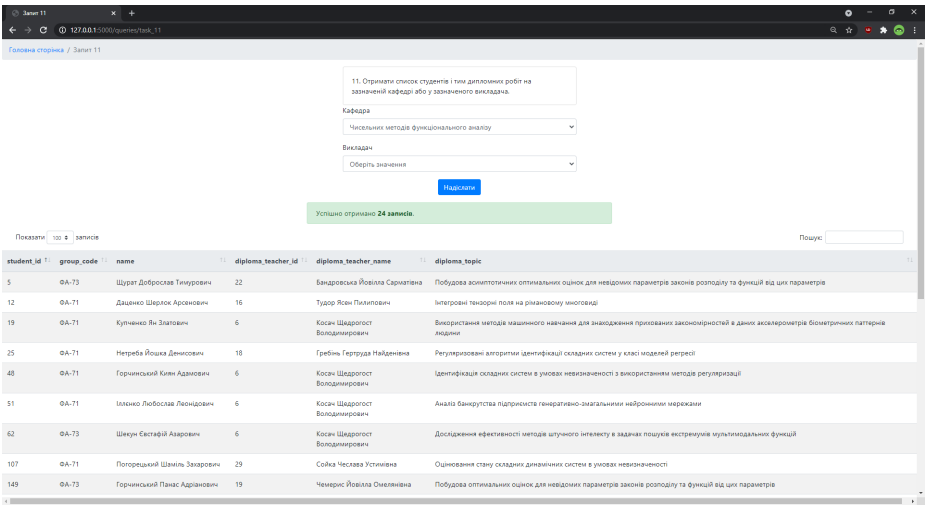 Запит 11
127.0.0.1:5000/queries/task_11
Головна сторінка / Запит 11
11. Отримати список студентів і тим дипломних робіт на
зазначеній кафедрі або у зазначеного викладача.
Кафедра
Чисельних методів функціонального аналізу
Викладач
Оберіть значення
Надіслати
Успішно отримано 24 записів.
Показати 100 записів
Пошук:
student_id group_code name diploma_teacher_id diploma_teacher_name diploma_topic
5 ФА-73 Щурат Доброслав Тимурович 22 Бандровська Йовілла Сарматівна Побудова асимптотичних оптимальних оцінок для невідомих параметрів законів розподілу та функцій від цих параметрів
12 ФА-71 Даценко Шерлок Арсенович 16 Тудор Ясен Пилипович Інтегровні тензорні поля на рімановому многовиді
19 ФА-71 Купченко Ян Златович 6 Косач Щедрогост Використання методів машинного навчання для знаходження прихованих закономірностей в даних акселерометрів біометричних паттернів
Володимирович людини
25 ФА-71 Нетреба Йошка Денисович 18 Гребінь Гертруда Найденівна Регуляризовані алгоритми ідентифікації складних систем у класі моделей регресії
48 ФА-71 Горчинський Киян Адамович 6 Косач Щедрогост Ідентифікація складних систем в умовах невизначеності з використанням методів регуляризації
Володимирович
51 ФА-71 Іллєнко Любослав Леонідович 6 Косач Щедрогост Аналіз банкрутства підприємств генеративно-змагальними нейронними мережами
Володимирович
62 ФА-73 Шекун Євстафій Азарович 6 Косач Щедрогост Дослідження ефективності методів штучного інтелекту в задачах пошуків екстремумів мультимодальних функцій
Володимирович
107 ФА-71 Погорецький Шаміль Захарович 29 Сойка Чеслава Устимівна Оцінювання стану складних динамічних систем в умовах невизначеності
149 ФА-73 Горчинський Панас Адріанович 19 Чемерис Йовілла Омелянівна Побудова оптимальних оцінок для невідомих параметрів законів розподілу та функцій від цих параметрів